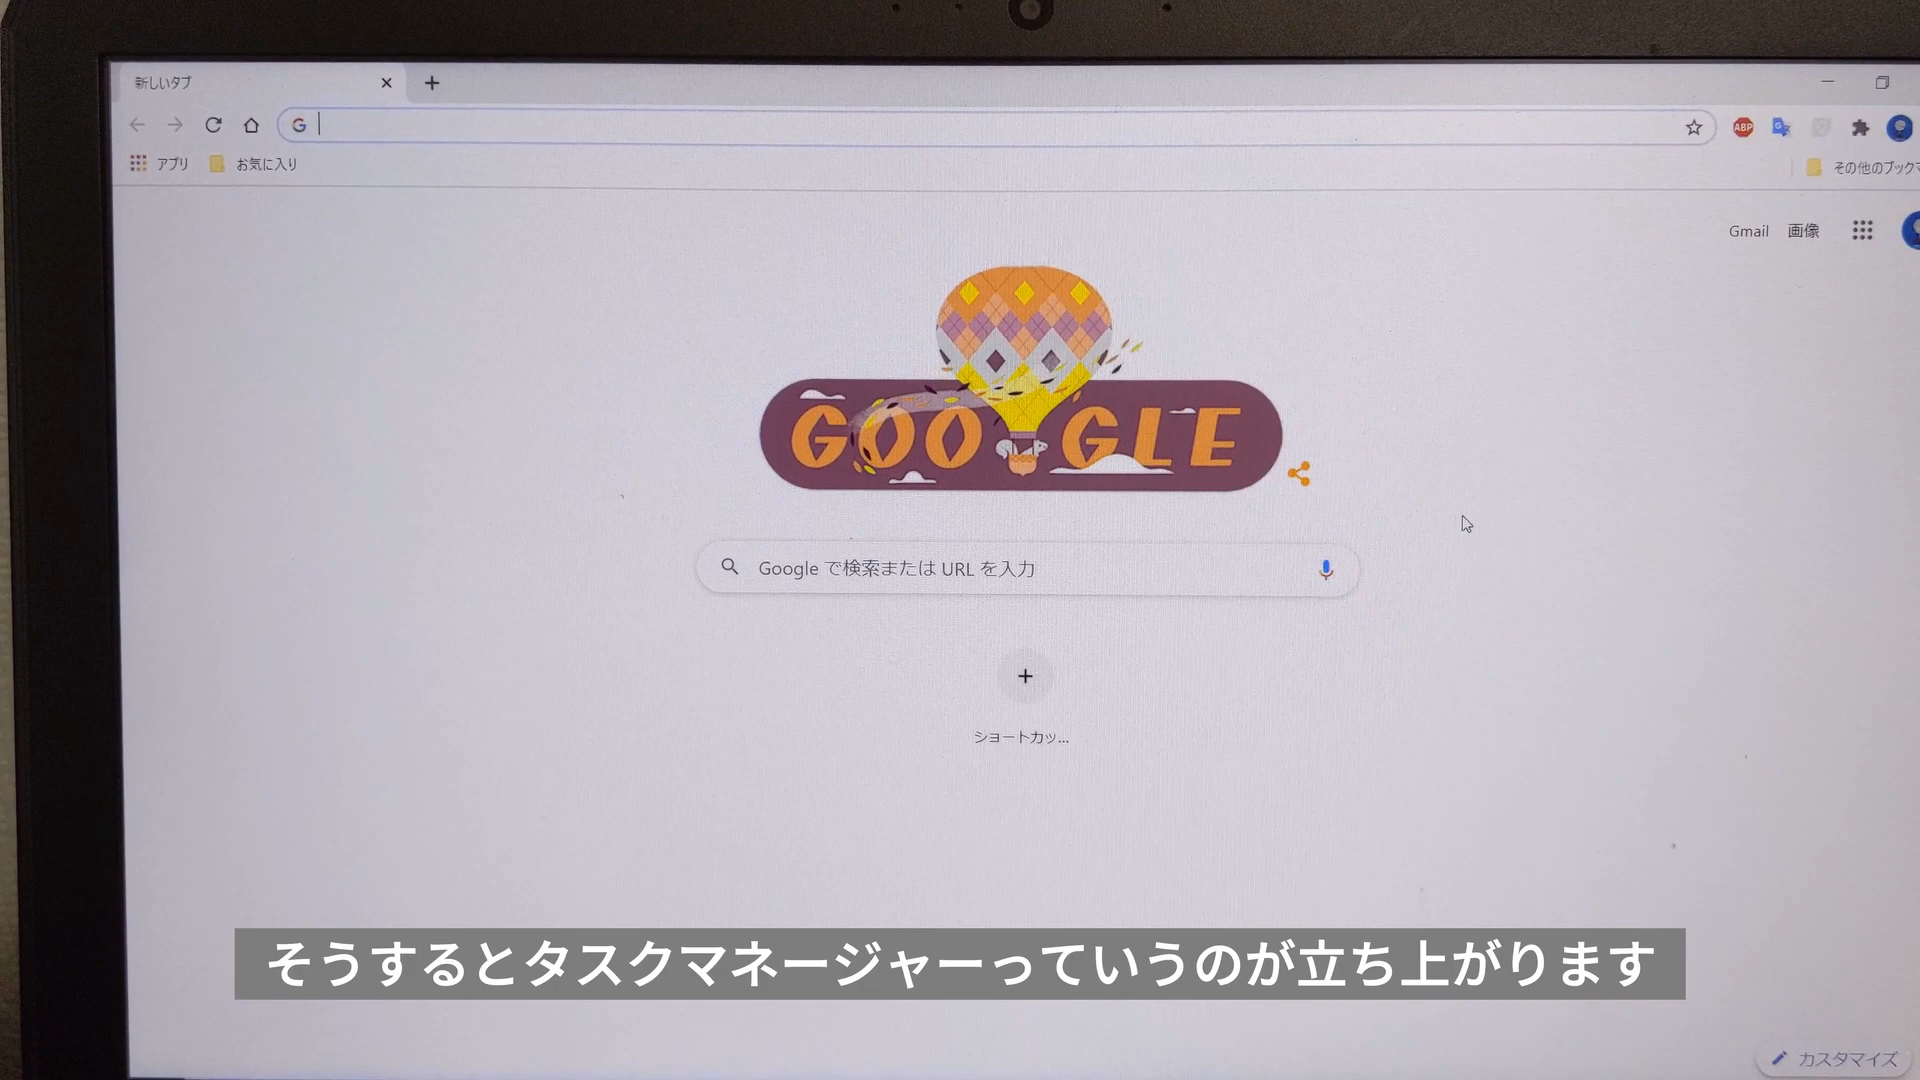 新しいタブ
アプリ
お気に入り
その他のブックマ
Gmail
画像
GOOGLE
Google で検索または URL を入力
ショートカッ...
そうするとタスクマネージャーっていうのが立ち上がります
カスタマイズ
ABP